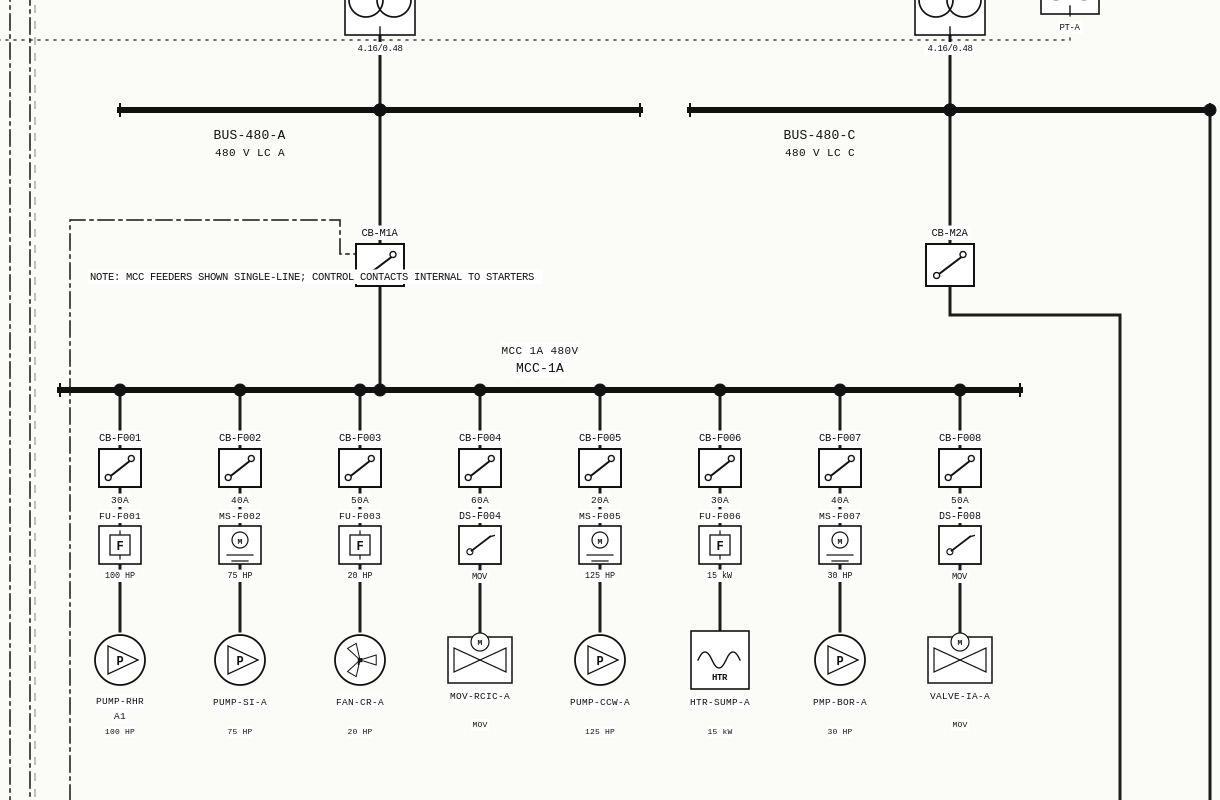 PT-A
4.16/0.48
4.16/0.48
BUS-480-A
480 V LC A
BUS-480-C
480 V LC C
CB-M1A
CB-M2A
NOTE: MCC FEEDERS SHOWN SINGLE-LINE; CONTROL CONTACTS INTERNAL TO STARTERS
MCC 1A 480V
MCC-1A
CB-F001 CB-F002 CB-F003 CB-F004 CB-F005 CB-F006 CB-F007 CB-F008
30A 40A 50A 60A 20A 30A 40A 50A
FU-F001 MS-F002 FU-F003 DS-F004 MS-F005 FU-F006 MS-F007 DS-F008
F M F M F M
100 HP 75 HP 20 HP MOV 125 HP 15 kW 30 HP MOV
M M
P P P P
HTR
PUMP-RHR PUMP-SI-A FAN-CR-A MOV-RCIC-A PUMP-CCW-A HTR-SUMP-A PMP-BOR-A VALVE-IA-A
A1
100 HP 75 HP 20 HP MOV 125 HP 15 kW 30 HP MOV